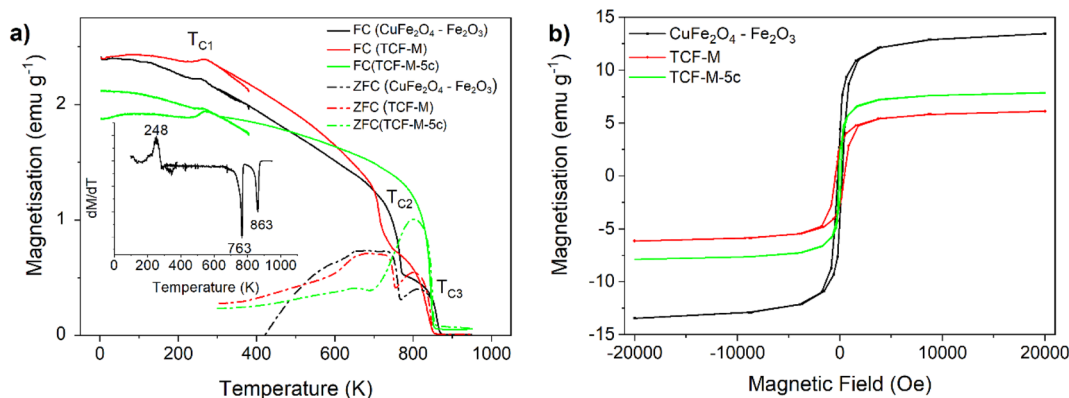 a)
Magnetisation (emu g⁻¹)
2
1
0
0
200
400
600
800
1000
Temperature (K)
T_C1
T_C2
T_C3
FC (CuFe₂O₄ - Fe₂O₃)
FC (TCF-M)
FC(TCF-M-5c)
ZFC (CuFe₂O₄ - Fe₂O₃)
ZFC (TCF-M)
ZFC(TCF-M-5c)
248
dM/dT
763
863
0 200 400 600 800 1000
Temperature (K)
b)
Magnetisation (emu g⁻¹)
15
10
5
0
-5
-10
-15
-20000
-10000
0
10000
20000
Magnetic Field (Oe)
CuFe₂O₄ - Fe₂O₃
TCF-M
TCF-M-5c